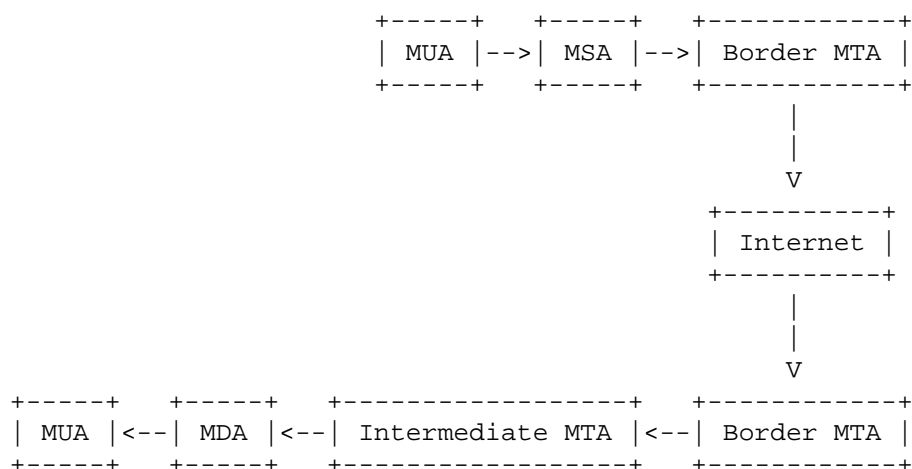 +-----+   +-----+   +------------+
| MUA |-->| MSA |-->| Border MTA |
+-----+   +-----+   +------------+
|
|
V
+----------+
| Internet |
+----------+
|
|
V
+-----+   +-----+   +------------------+   +------------+
| MUA |<--| MDA |<--| Intermediate MTA |<--| Border MTA |
+-----+   +-----+   +------------------+   +------------+